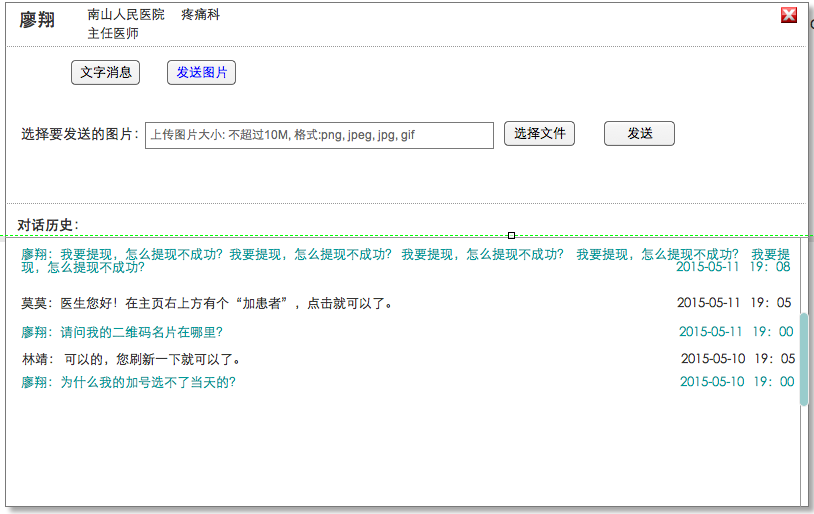 廖翔 南山人民医院 疼痛科
主任医师
文字消息 发送图片
选择要发送的图片： 上传图片大小: 不超过10M, 格式:png, jpeg, jpg, gif 选择文件 发送
对话历史：
廖翔：我要提现，怎么提现不成功？我要提现，怎么提现不成功？ 我要提现，怎么提现不成功？ 我要提现，怎么提现不成功？ 我要提
现，怎么提现不成功？ 2015-05-11 19：08
莫莫：医生您好！在主页右上方有个“加患者”，点击就可以了。 2015-05-11 19：05
廖翔：请问我的二维码名片在哪里？ 2015-05-11 19：00
林靖： 可以的，您刷新一下就可以了。 2015-05-10 19：05
廖翔：为什么我的加号选不了当天的？ 2015-05-10 19：00